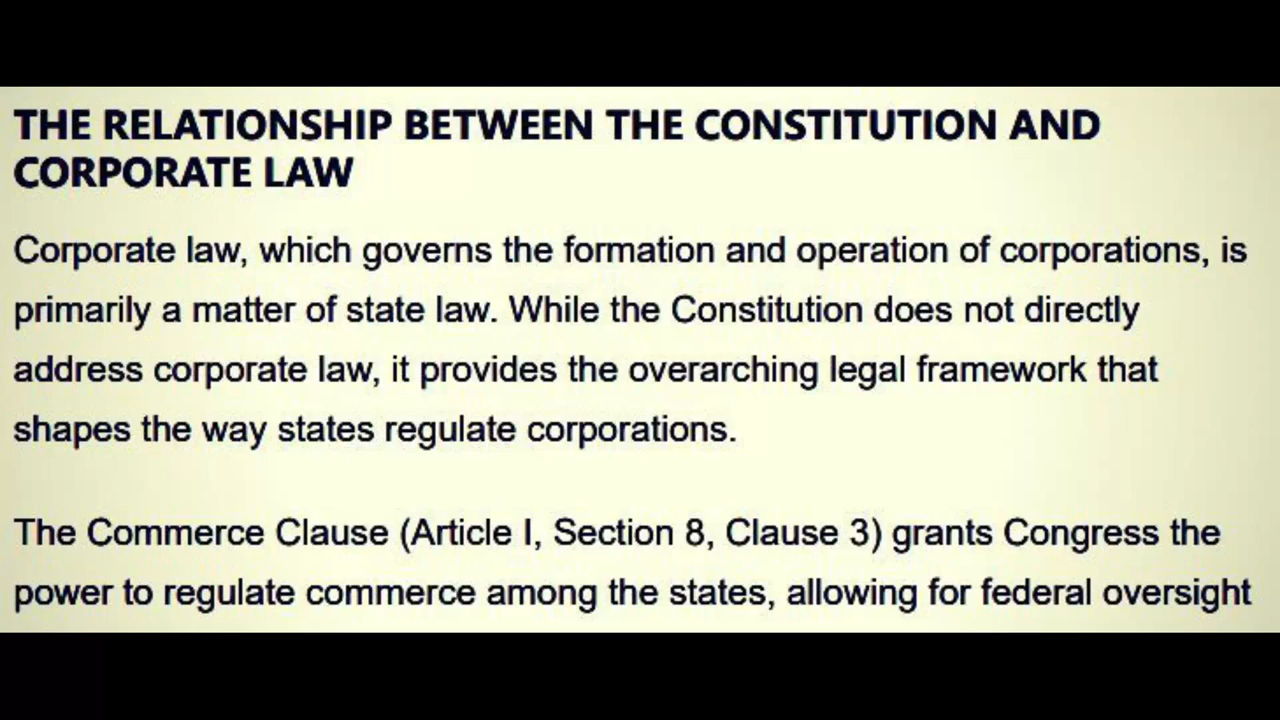 THE RELATIONSHIP BETWEEN THE CONSTITUTION AND
CORPORATE LAW
Corporate law, which governs the formation and operation of corporations, is
primarily a matter of state law. While the Constitution does not directly
address corporate law, it provides the overarching legal framework that
shapes the way states regulate corporations.
The Commerce Clause (Article I, Section 8, Clause 3) grants Congress the
power to regulate commerce among the states, allowing for federal oversight